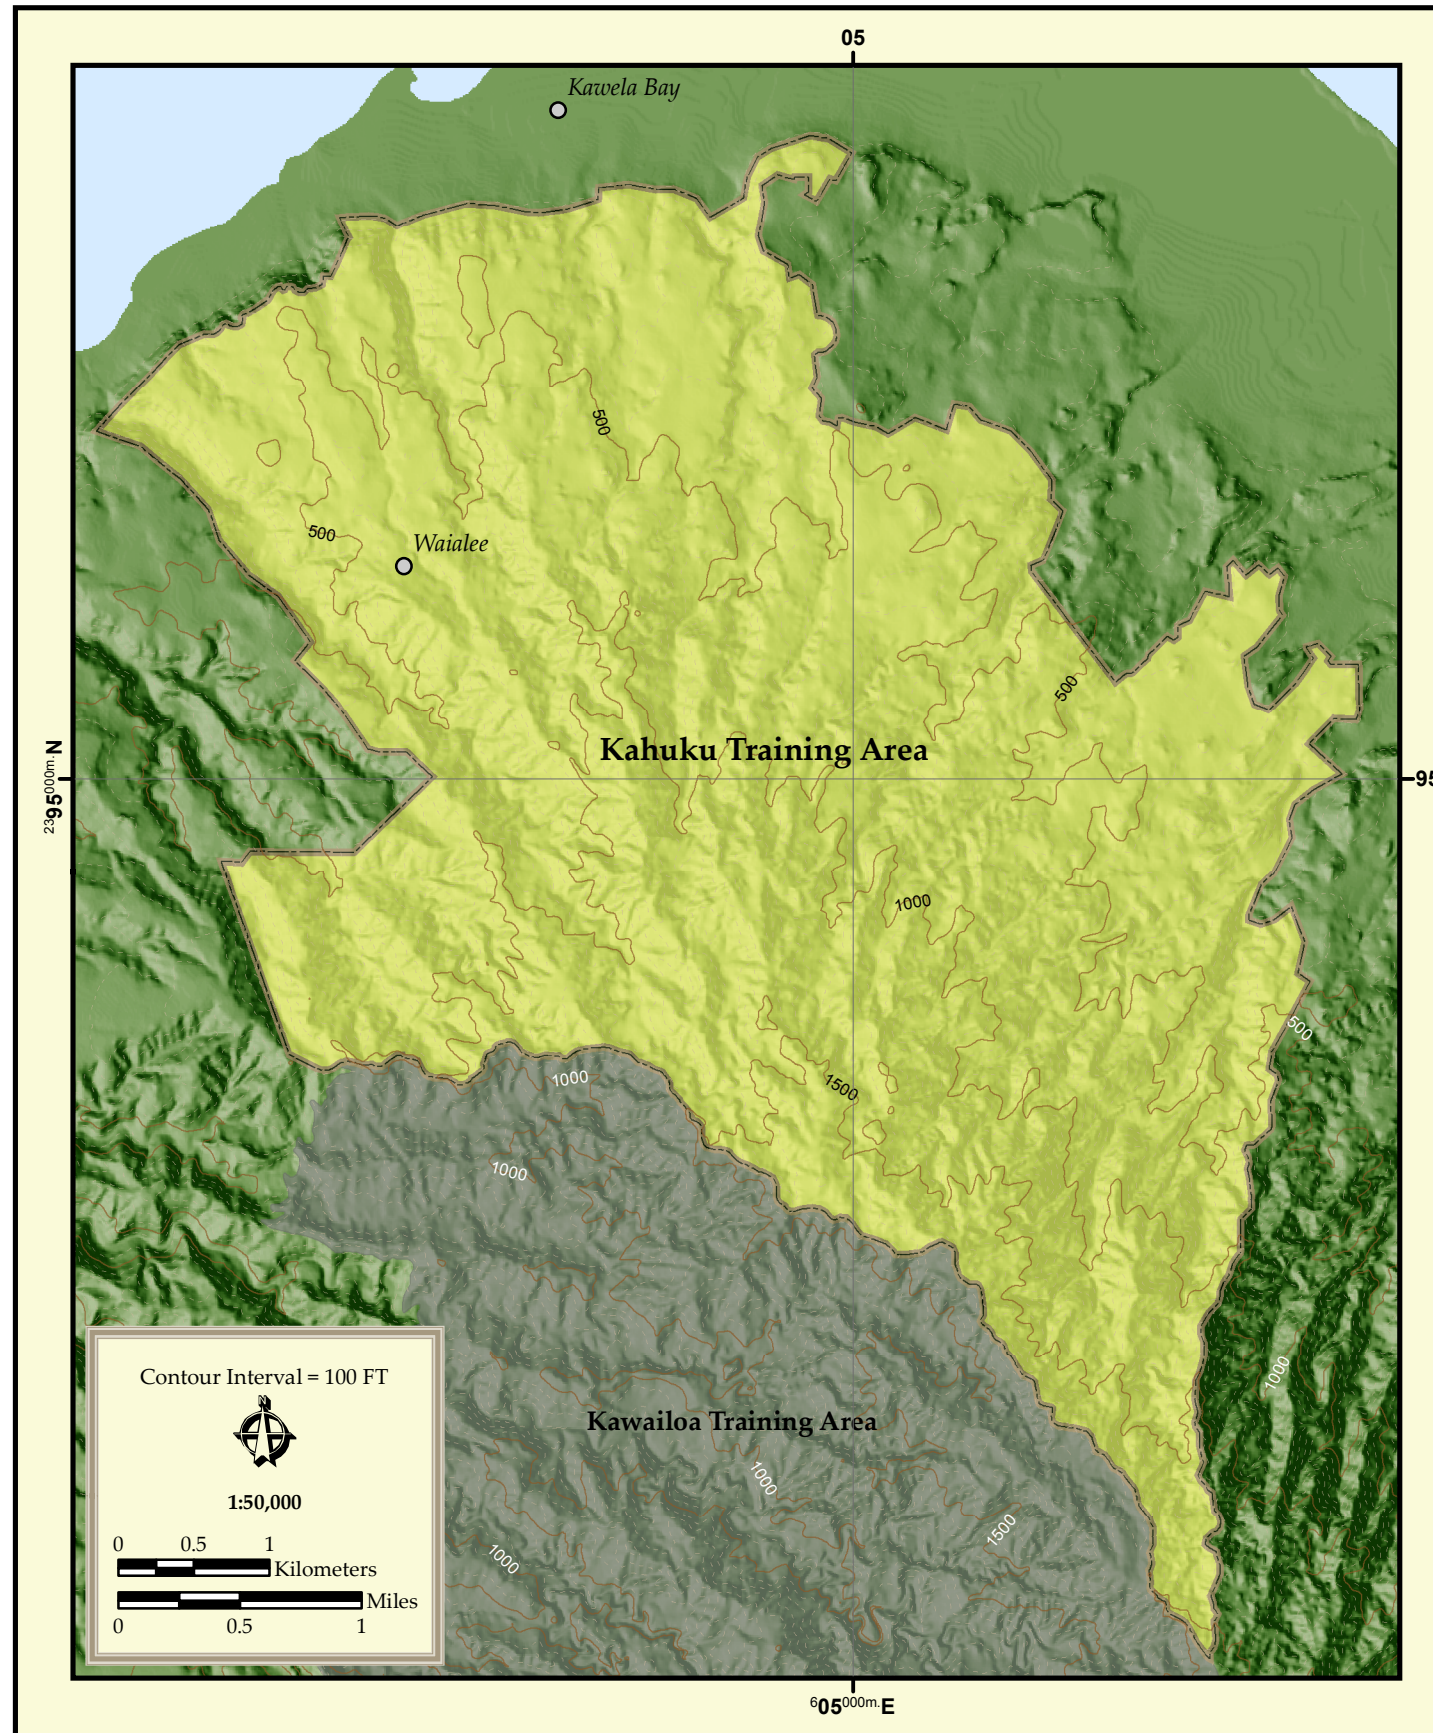 05
Kawela Bay
500
500
Waialee
500
Kahuku Training Area
2395000m. N
95
1000
500
1500
1000
1000
1000
Kawailoa Training Area
1000
1500
1000
Contour Interval = 100 FT
N
1:50,000
0 0.5 1
Kilometers
Miles
0 0.5 1
605000m. E